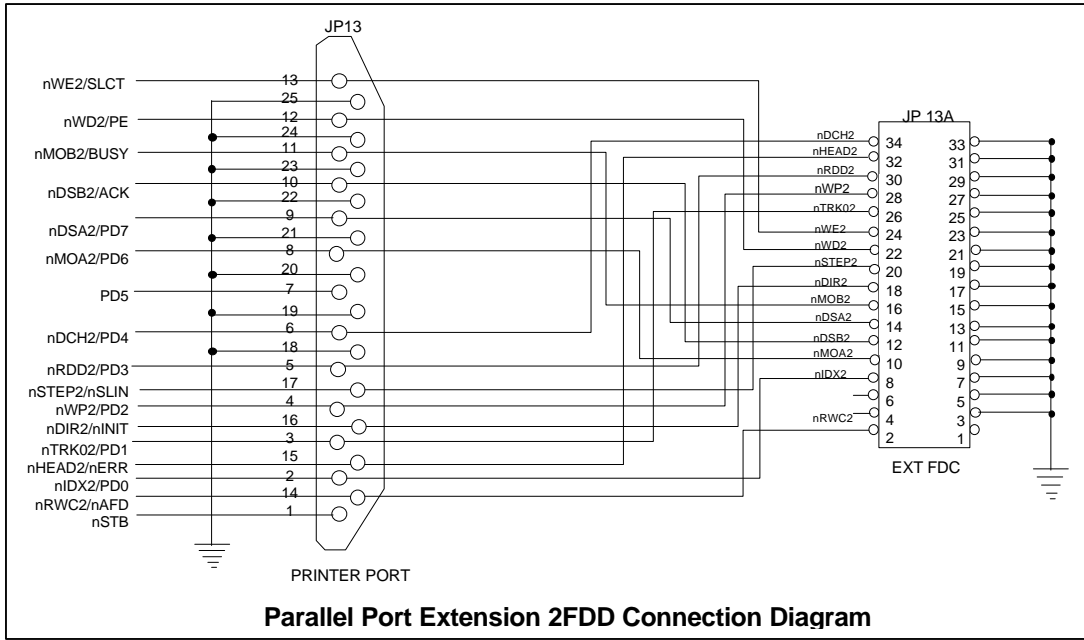 JP13
nWE2/SLCT 13
25
nWD2/PE 12
24
nMOB2/BUSY 11
23
nDSB2/ACK 10
22
nDSA2/PD7 9
21
nMOA2/PD6 8
20
PD5 7
19
nDCH2/PD4 6
18
nRDD2/PD3 5
nSTEP2/nSLIN 17
nWP2/PD2 4
nDIR2/nINIT 16
nTRK02/PD1 3
nHEAD2/nERR 15
nIDX2/PD0 2
nRWC2/nAFD 14
nSTB 1
PRINTER PORT
JP 13A
nDCH2 34 33
nHEAD2 32 31
nRDD2 30 29
nWP2 28 27
nTRK02 26 25
nWE2 24 23
nWD2 22 21
nSTEP2 20 19
nDIR2 18 17
nMOB2 16 15
nDSA2 14 13
nDSB2 12 11
nMOA2 10 9
nIDX2 8 7
6 5
4 3
nRWC2 2 1
EXT FDC
Parallel Port Extension 2FDD Connection Diagram